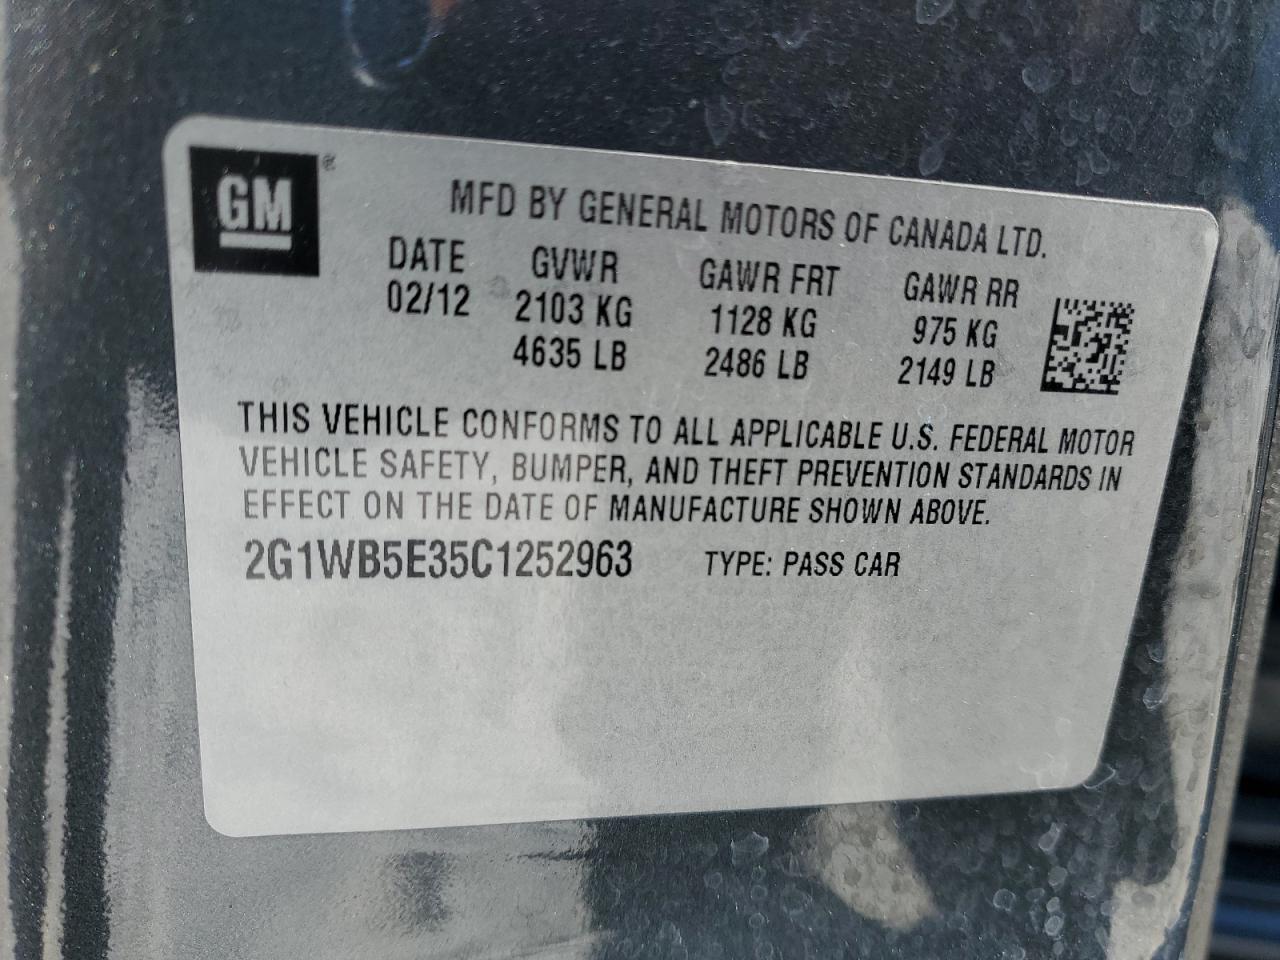 GM ®
MFD BY GENERAL MOTORS OF CANADA LTD.
DATE GVWR GAWR FRT GAWR RR
02/12 2103 KG 1128 KG 975 KG
4635 LB 2486 LB 2149 LB
THIS VEHICLE CONFORMS TO ALL APPLICABLE U.S. FEDERAL MOTOR
VEHICLE SAFETY, BUMPER, AND THEFT PREVENTION STANDARDS IN
EFFECT ON THE DATE OF MANUFACTURE SHOWN ABOVE.
2G1WB5E35C1252963 TYPE: PASS CAR